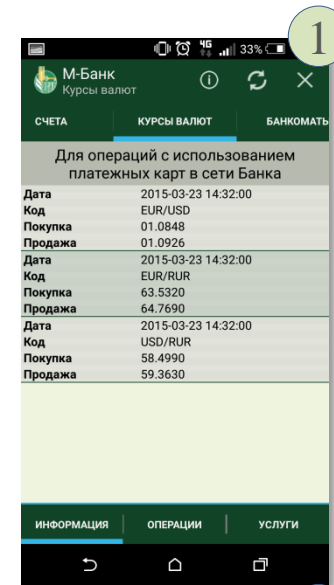 1
4G 33%
М-Банк
Курсы валют
СЧЕТА КУРСЫ ВАЛЮТ БАНКОМАТЫ
Для операций с использованием
платежных карт в сети Банка
Дата 2015-03-23 14:32:00
Код EUR/USD
Покупка 01.0848
Продажа 01.0926
Дата 2015-03-23 14:32:00
Код EUR/RUR
Покупка 63.5320
Продажа 64.7690
Дата 2015-03-23 14:32:00
Код USD/RUR
Покупка 58.4990
Продажа 59.3630
ИНФОРМАЦИЯ ОПЕРАЦИИ УСЛУГИ